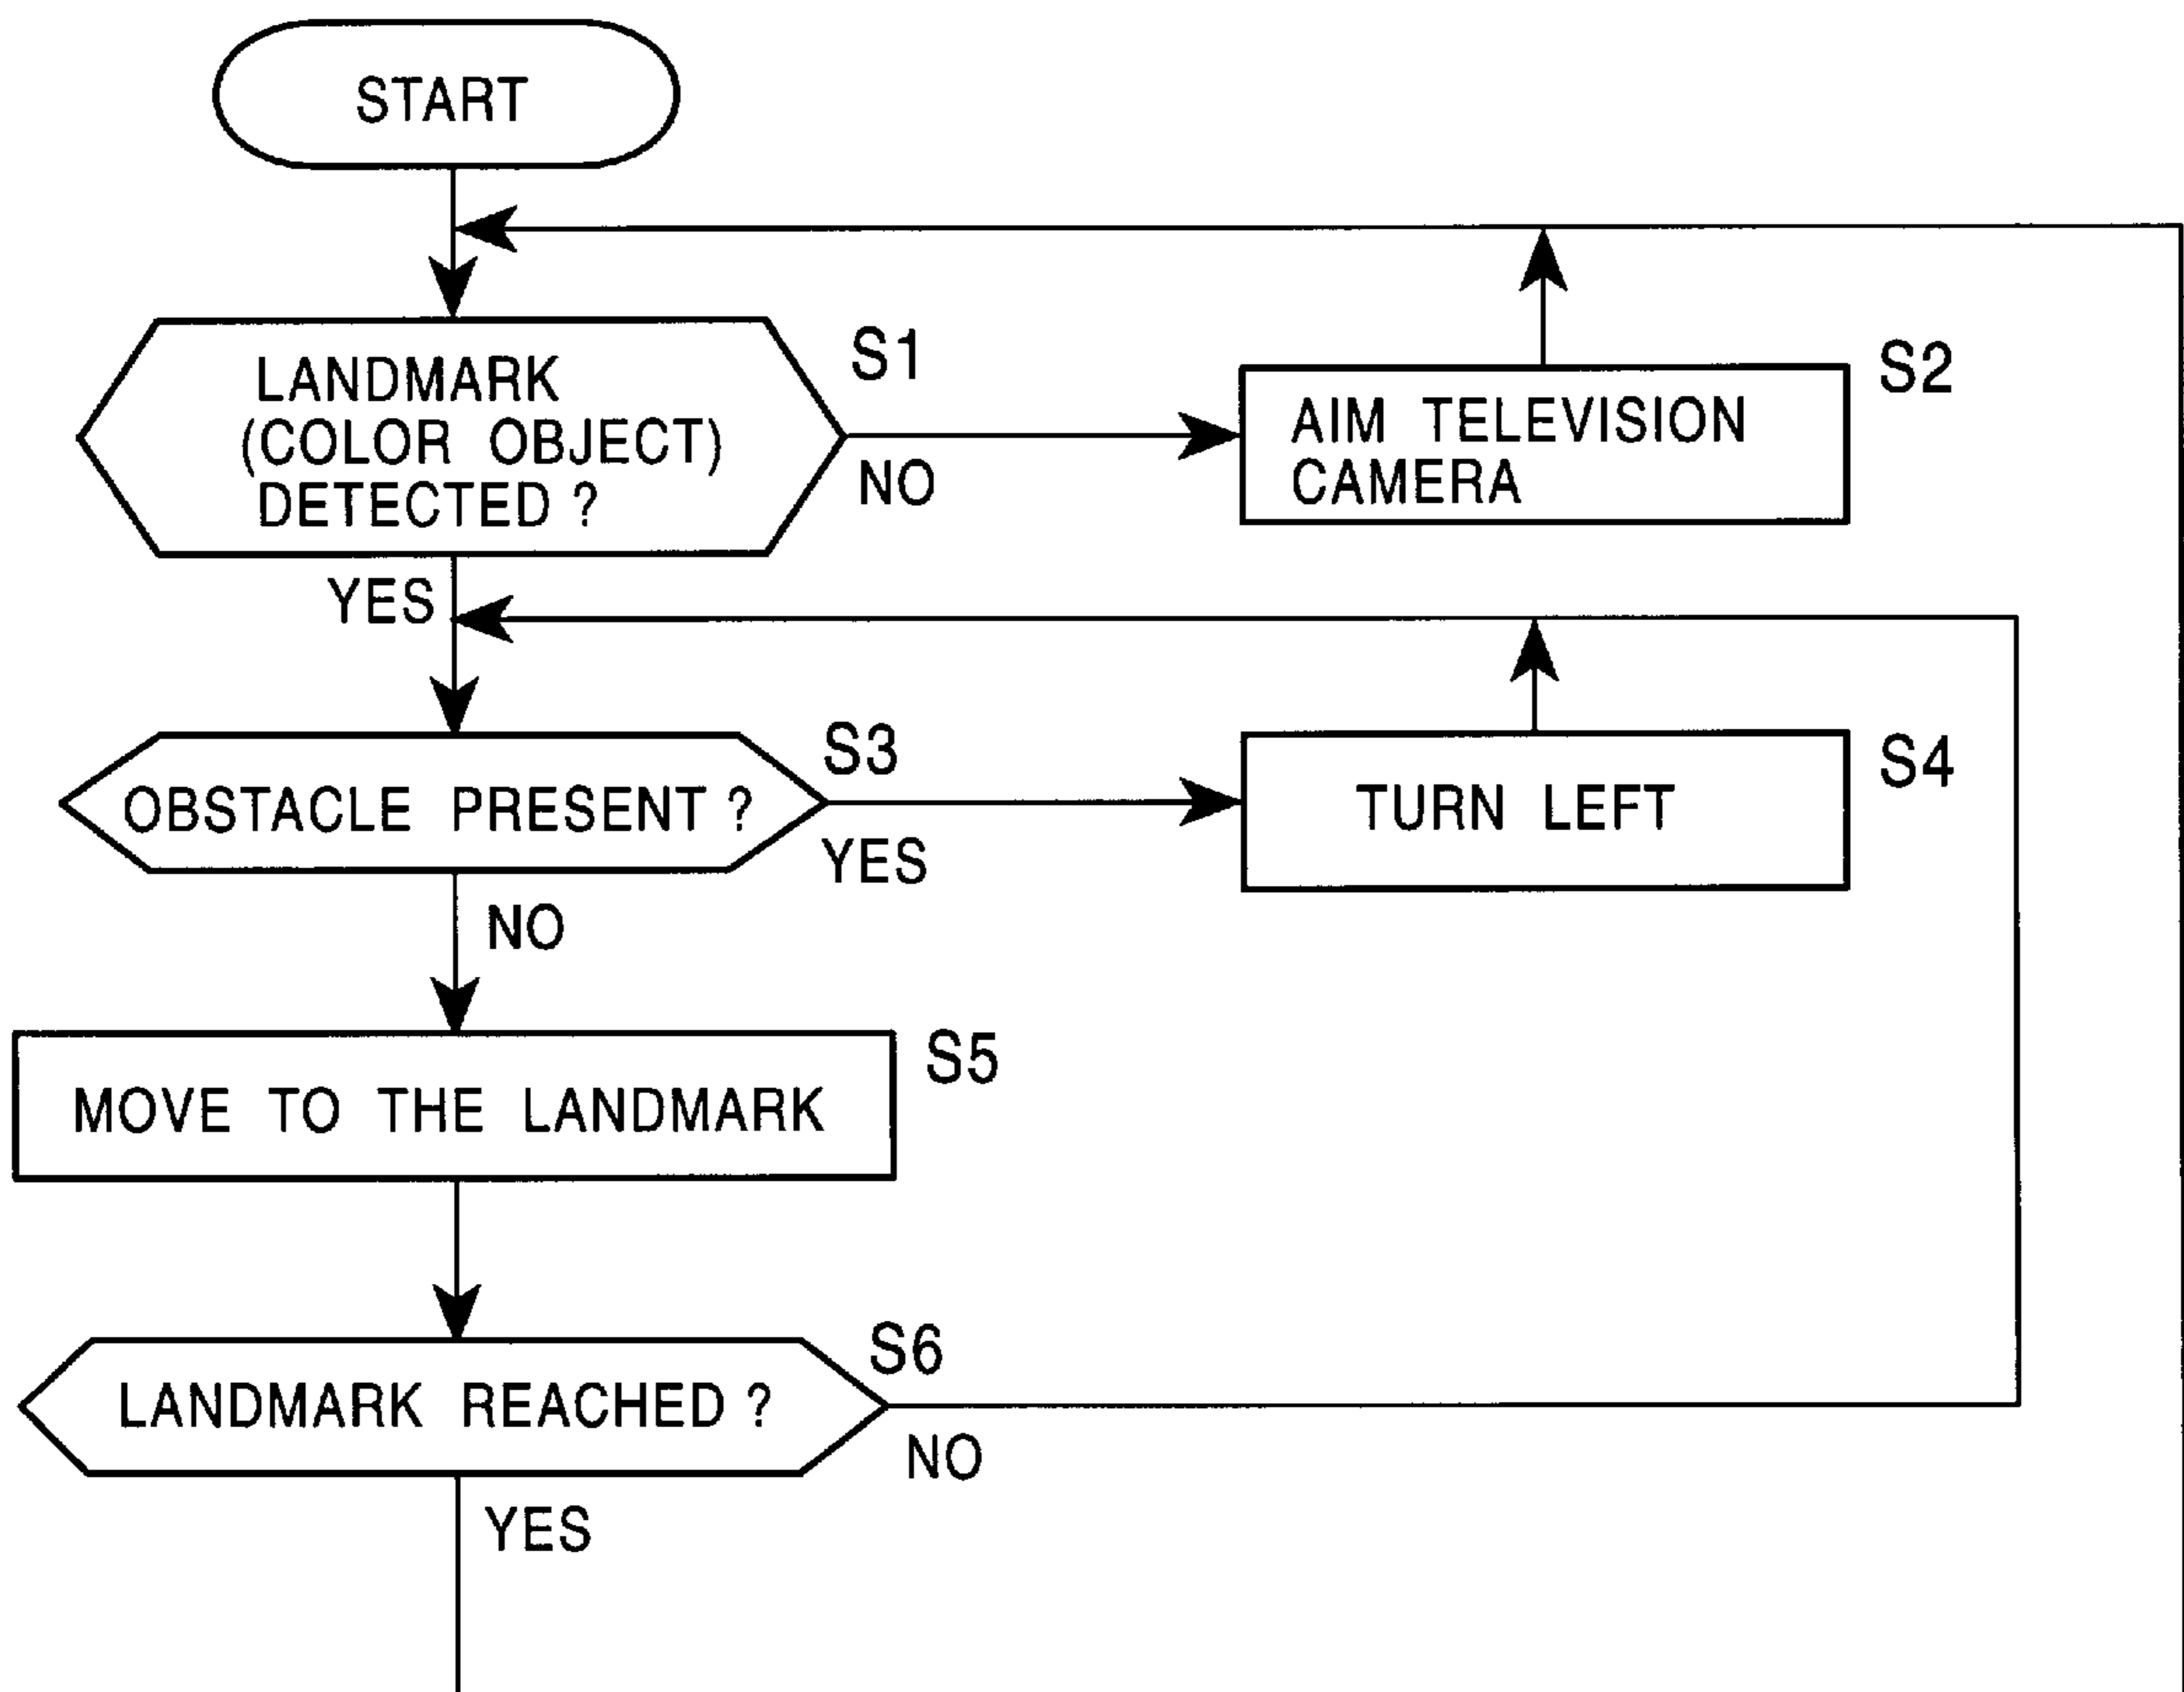 START
LANDMARK
(COLOR OBJECT)
DETECTED ?
S1
NO
AIM TELEVISION
CAMERA
S2
YES
OBSTACLE PRESENT ?
S3
YES
TURN LEFT
S4
NO
MOVE TO THE LANDMARK
S5
LANDMARK REACHED ?
S6
NO
YES